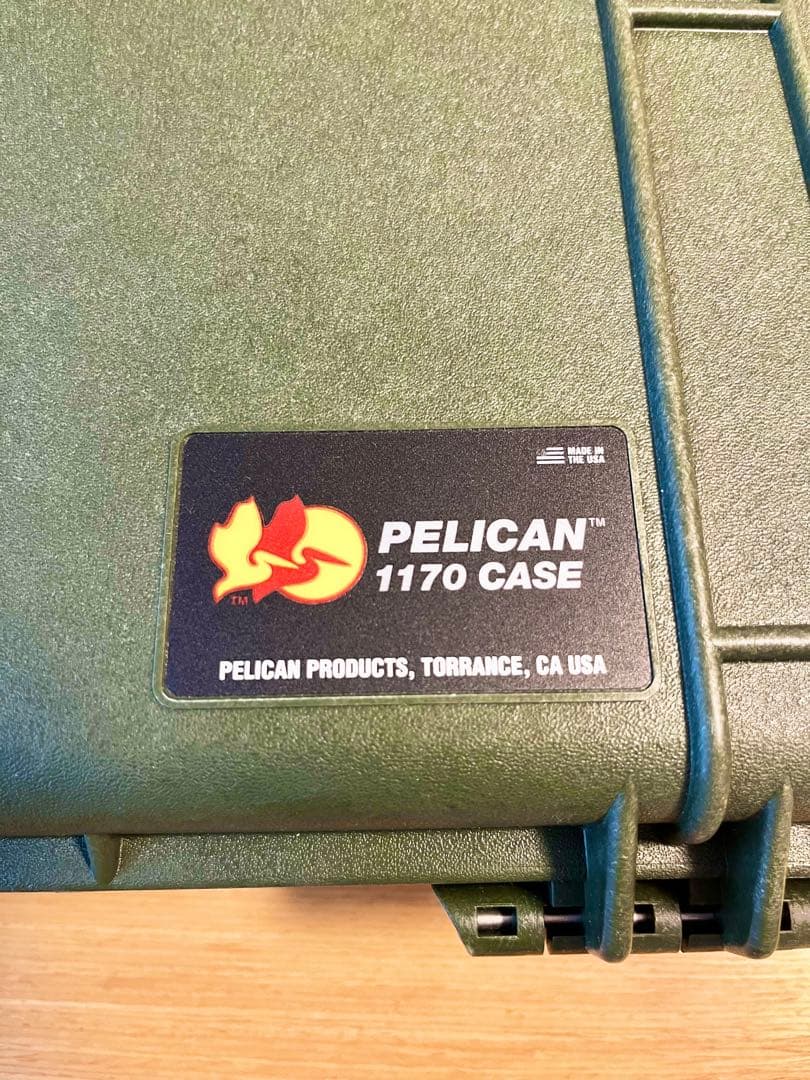 MADE IN
THE USA
PELICAN™
1170 CASE
TM
PELICAN PRODUCTS, TORRANCE, CA USA